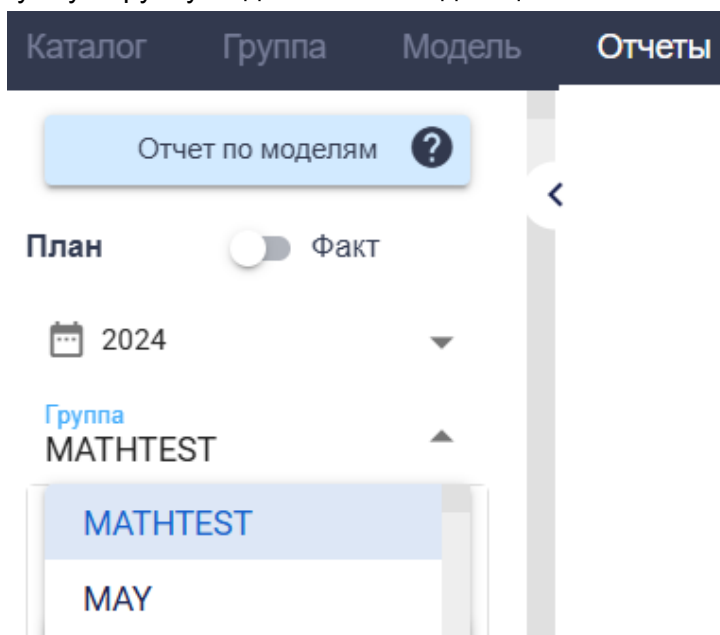 Каталог Группа Модель Отчеты
Отчет по моделям ?
План Факт
2024
Группа
MATHTEST
MATHTEST
MAY